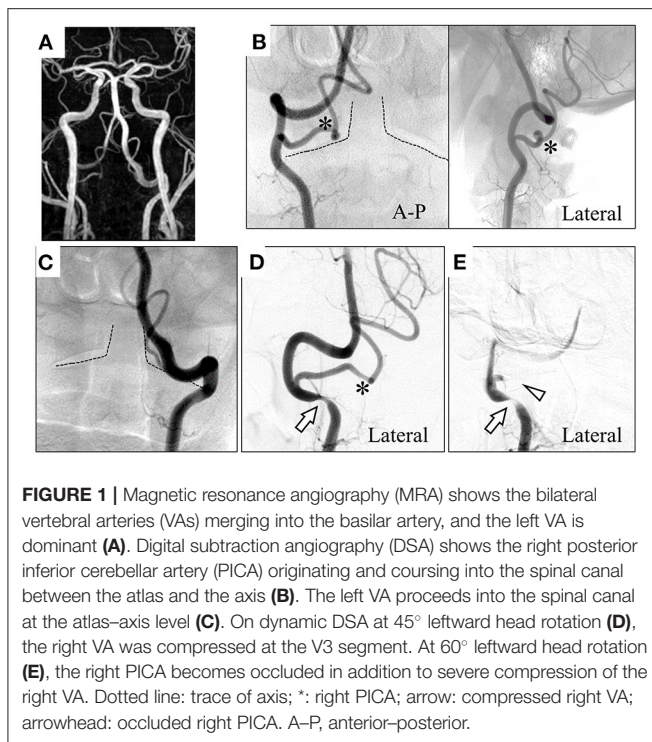 A
B
A-P
Lateral
C
D
Lateral
E
Lateral
*
*
*
FIGURE 1 | Magnetic resonance angiography (MRA) shows the bilateral
vertebral arteries (VAs) merging into the basilar artery, and the left VA is
dominant (A). Digital subtraction angiography (DSA) shows the right posterior
inferior cerebellar artery (PICA) originating and coursing into the spinal canal
between the atlas and the axis (B). The left VA proceeds into the spinal canal
at the atlas–axis level (C). On dynamic DSA at 45° leftward head rotation (D),
the right VA was compressed at the V3 segment. At 60° leftward head rotation
(E), the right PICA becomes occluded in addition to severe compression of the
right VA. Dotted line: trace of axis; *: right PICA; arrow: compressed right VA;
arrowhead: occluded right PICA. A–P, anterior–posterior.